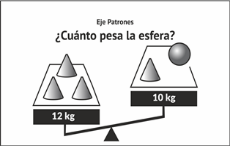 Eje Patrones
¿Cuánto pesa la esfera?
10 kg
12 kg